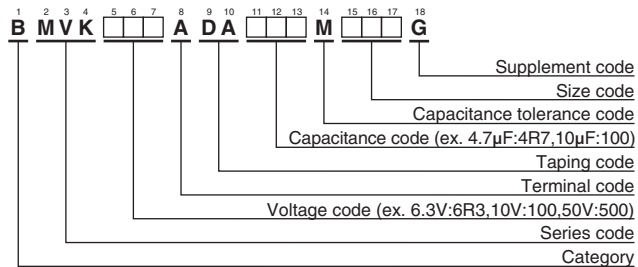 1 2 3 4 5 6 7 8 9 10 11 12 13 14 15 16 17 18
B M V K A D A M G
Supplement code
Size code
Capacitance tolerance code
Capacitance code (ex. 4.7μF:4R7,10μF:100)
Taping code
Terminal code
Voltage code (ex. 6.3V:6R3,10V:100,50V:500)
Series code
Category